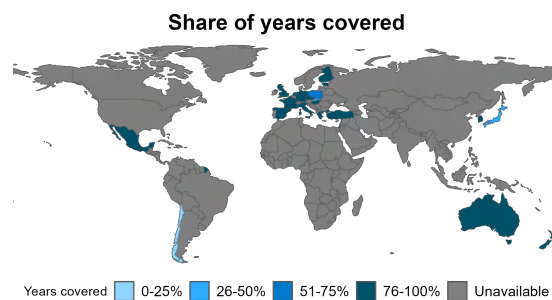 Share of years covered
Years covered 0-25% 26-50% 51-75% 76-100% Unavailable